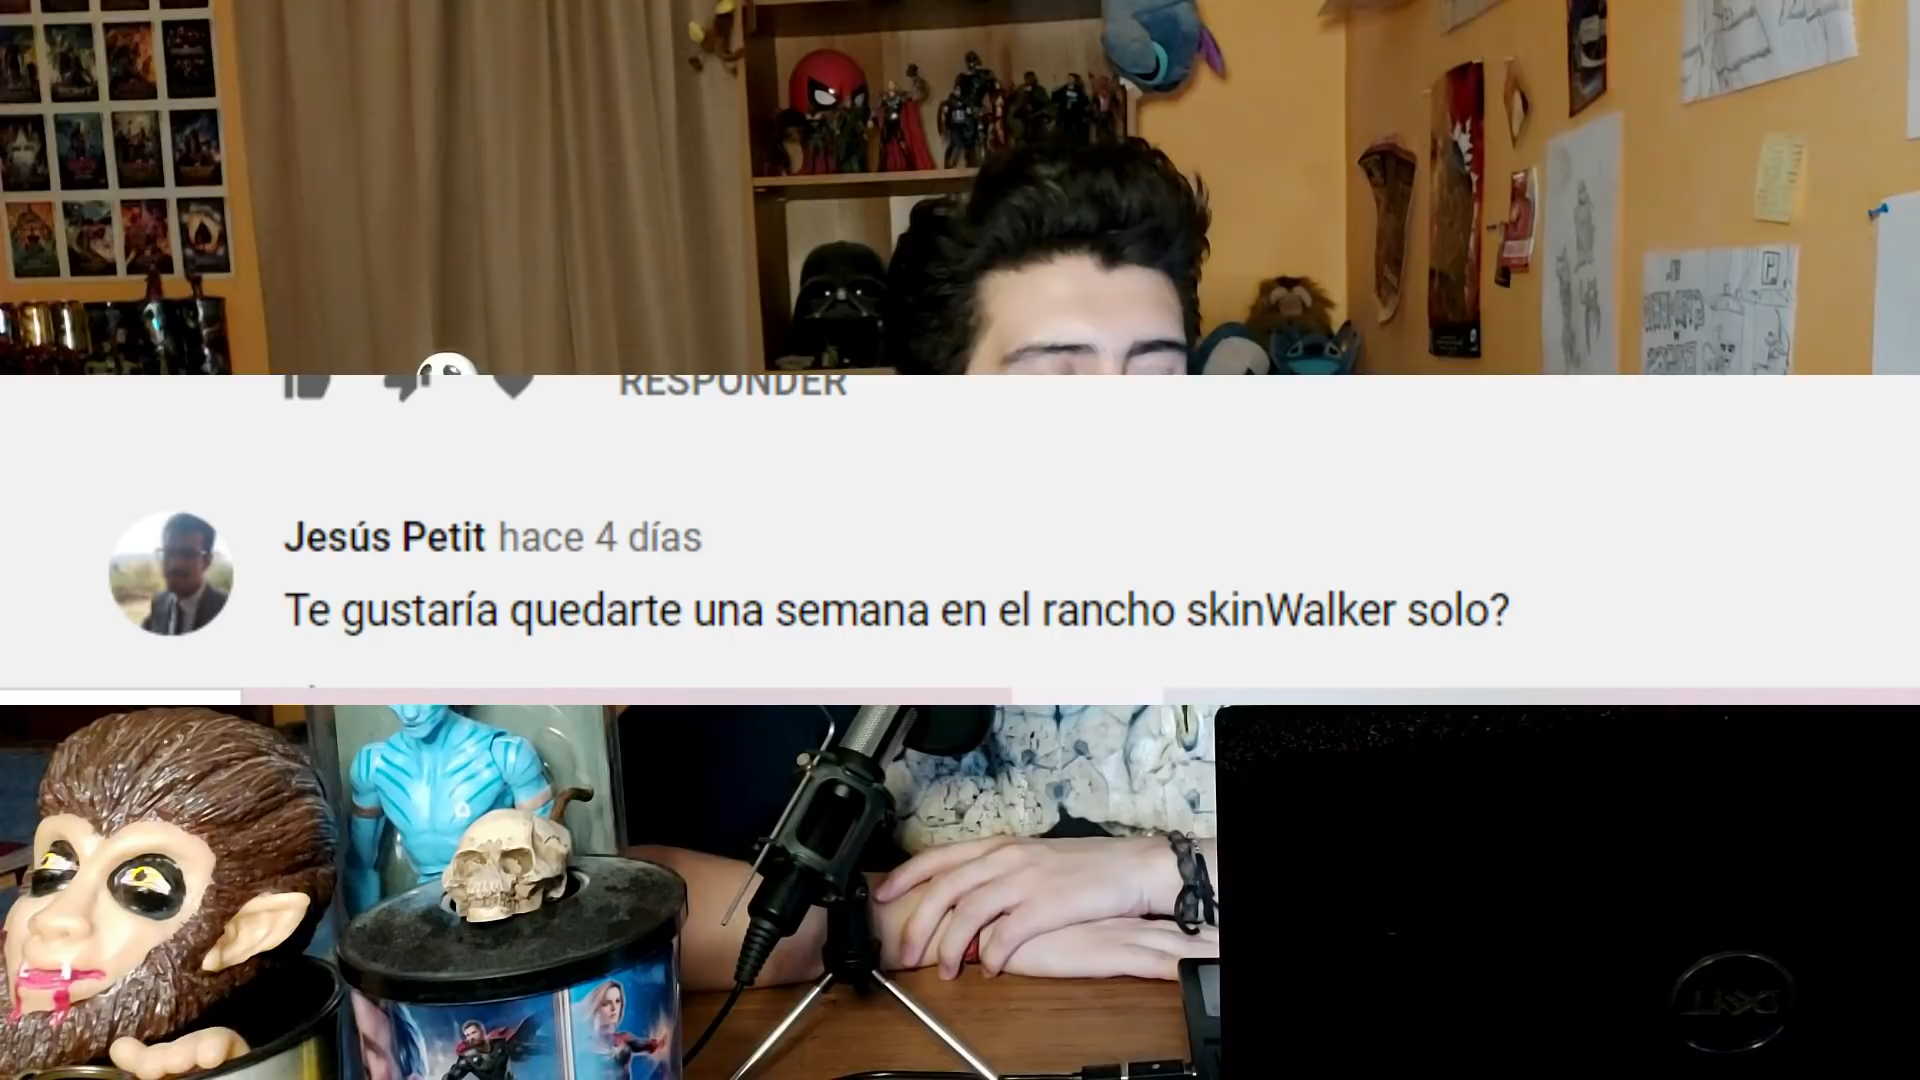 RESPONDER
Jesús Petit hace 4 días
Te gustaría quedarte una semana en el rancho skinWalker solo?